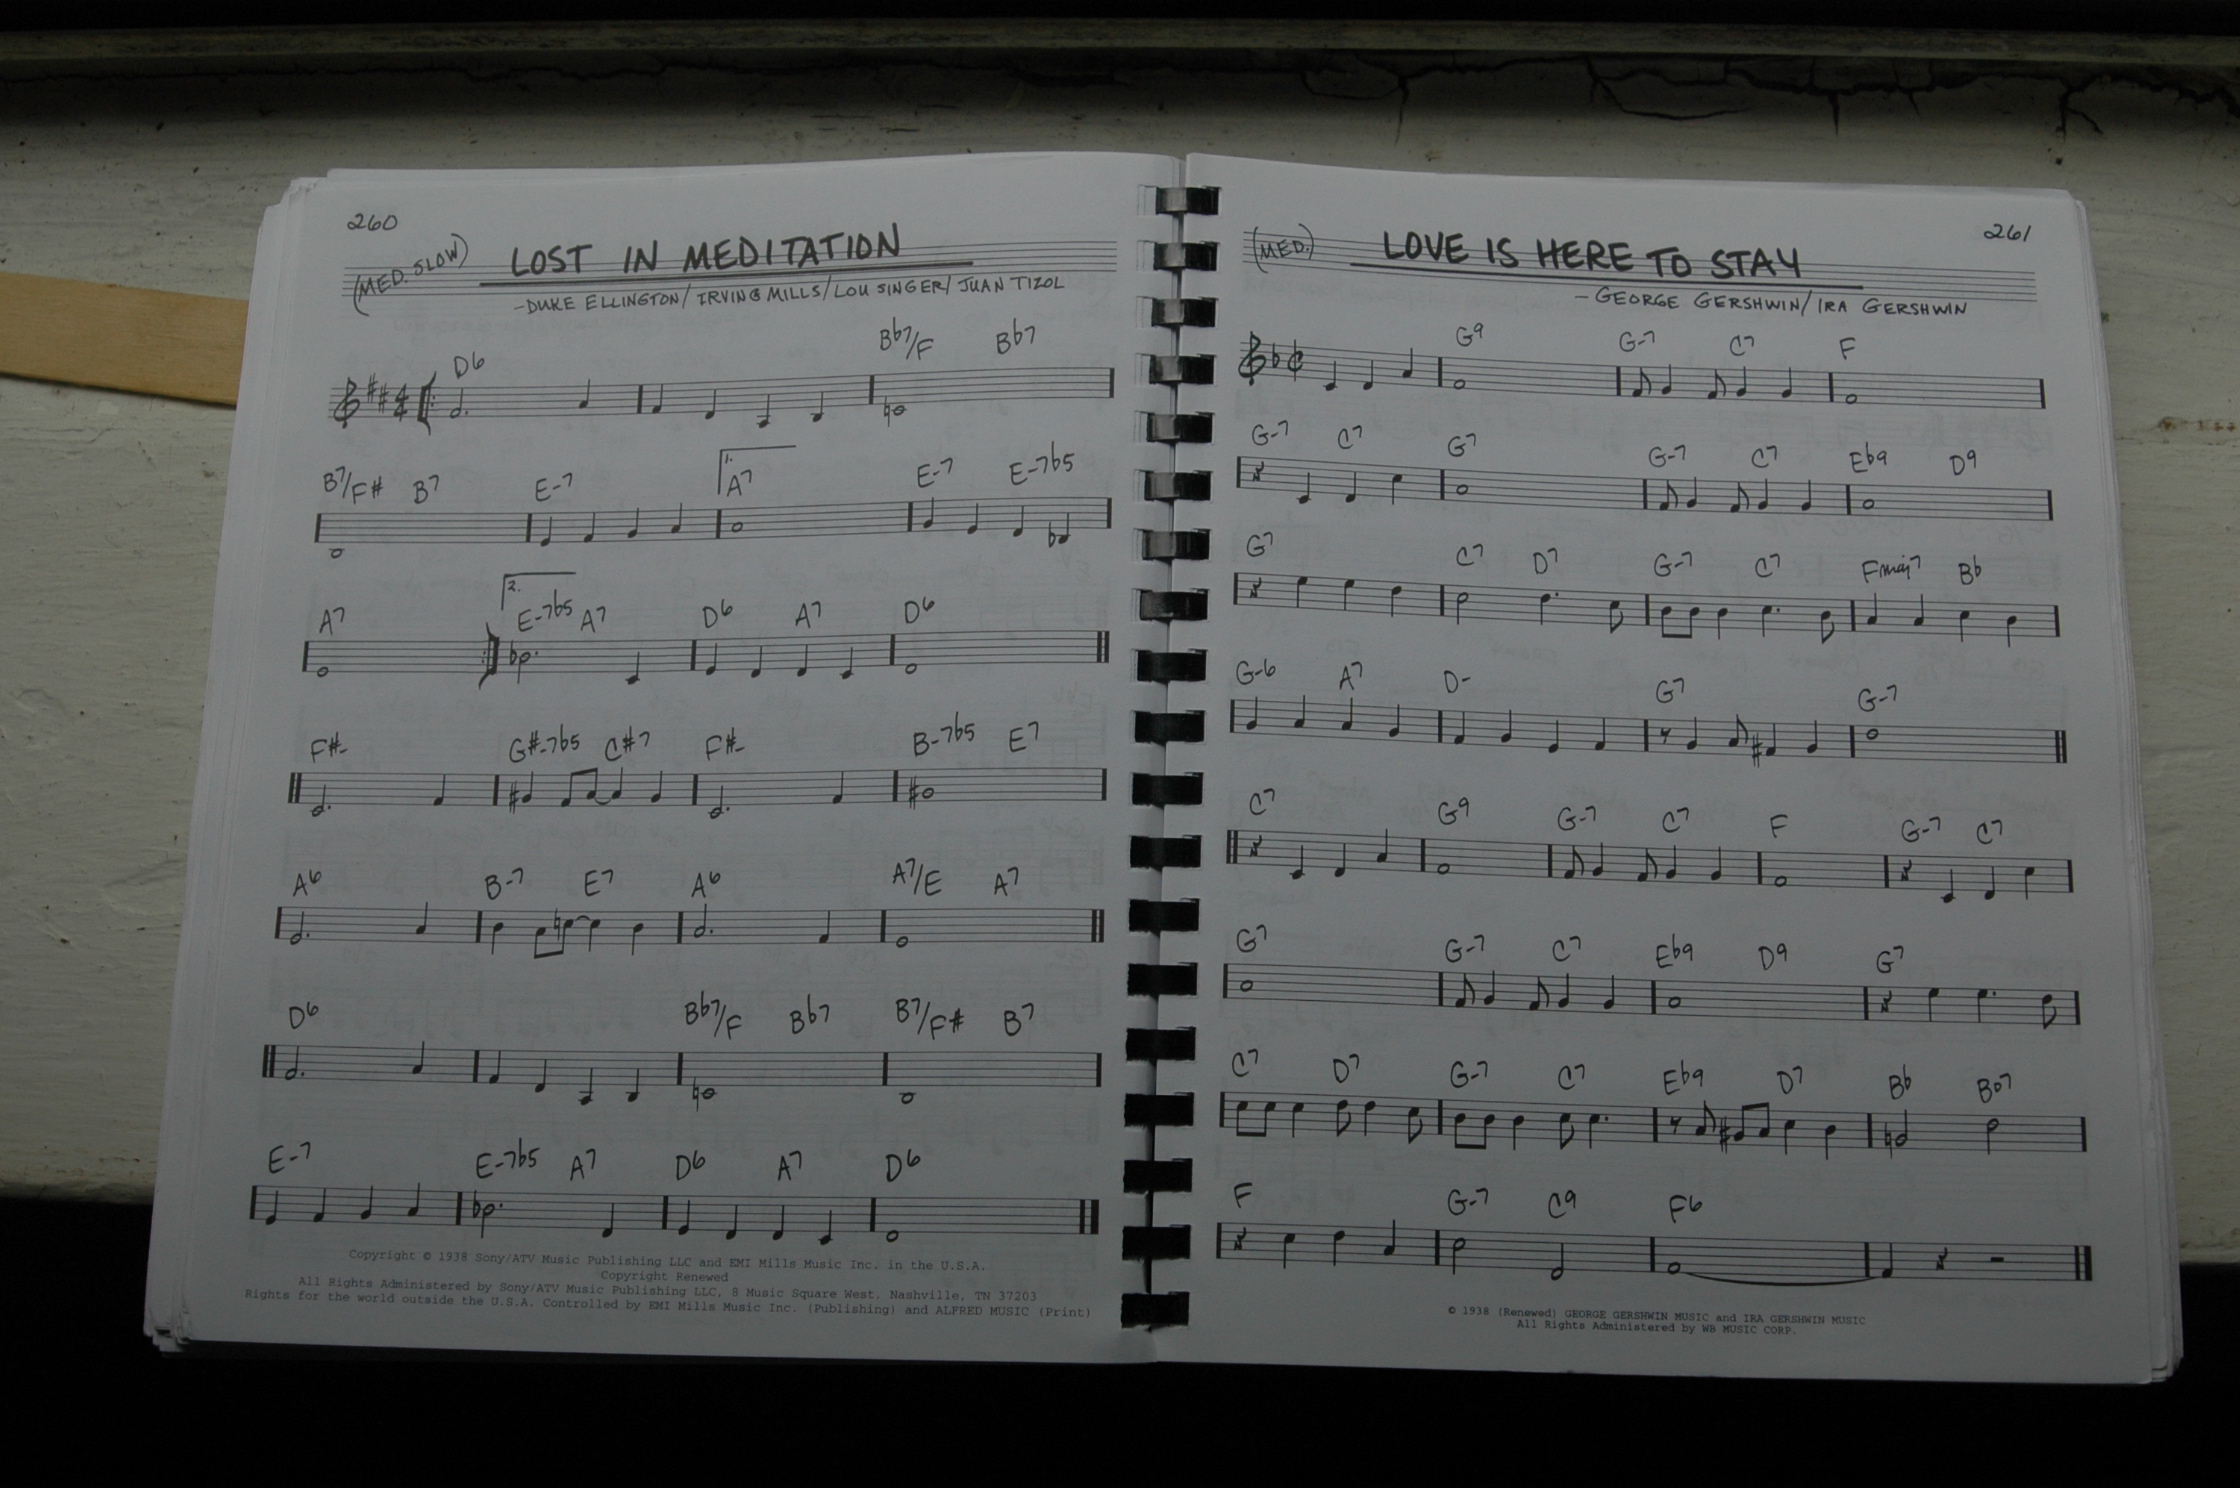 260
(MED. SLOW)
LOST IN MEDITATION
-DUKE ELLINGTON/IRVING MILLS/LOU SINGER/JUAN TIZOL
D6 Bb7/F Bb7
B7/F# B7 E-7 1. A7 E-7 E-7b5
A7 2. E-7b5 A7 D6 A7 D6
F#- G#-7b5 C#7 F#- B-7b5 E7
A6 B-7 E7 A6 A7/E A7
D6 Bb7/F Bb7 B7/F# B7
E-7 E-7b5 A7 D6 A7 D6
Copyright © 1938 Sony/ATV Music Publishing LLC and EMI Mills Music Inc. in the U.S.A.
Copyright Renewed
All Rights Administered by Sony/ATV Music Publishing LLC, 8 Music Square West, Nashville, TN 37203
Rights for the world outside the U.S.A. Controlled by EMI Mills Music Inc. (Publishing) and ALFRED MUSIC (Print)
261
(MED.)
LOVE IS HERE TO STAY
-GEORGE GERSHWIN/IRA GERSHWIN
G9 G-7 C7 F
G-7 C7 G7 G-7 C7 Eb9 D9
G7 C7 D7 G-7 C7 Fmaj7 Bb
G-6 A7 D- G7 G-7
C7 G9 G-7 C7 F G-7 C7
G7 G-7 C7 Eb9 D9 G7
C7 D7 G-7 C7 Eb9 D7 Bb Bo7
F G-7 C9 F6
© 1938 (Renewed) GEORGE GERSHWIN MUSIC and IRA GERSHWIN MUSIC
All Rights Administered by WB MUSIC CORP.